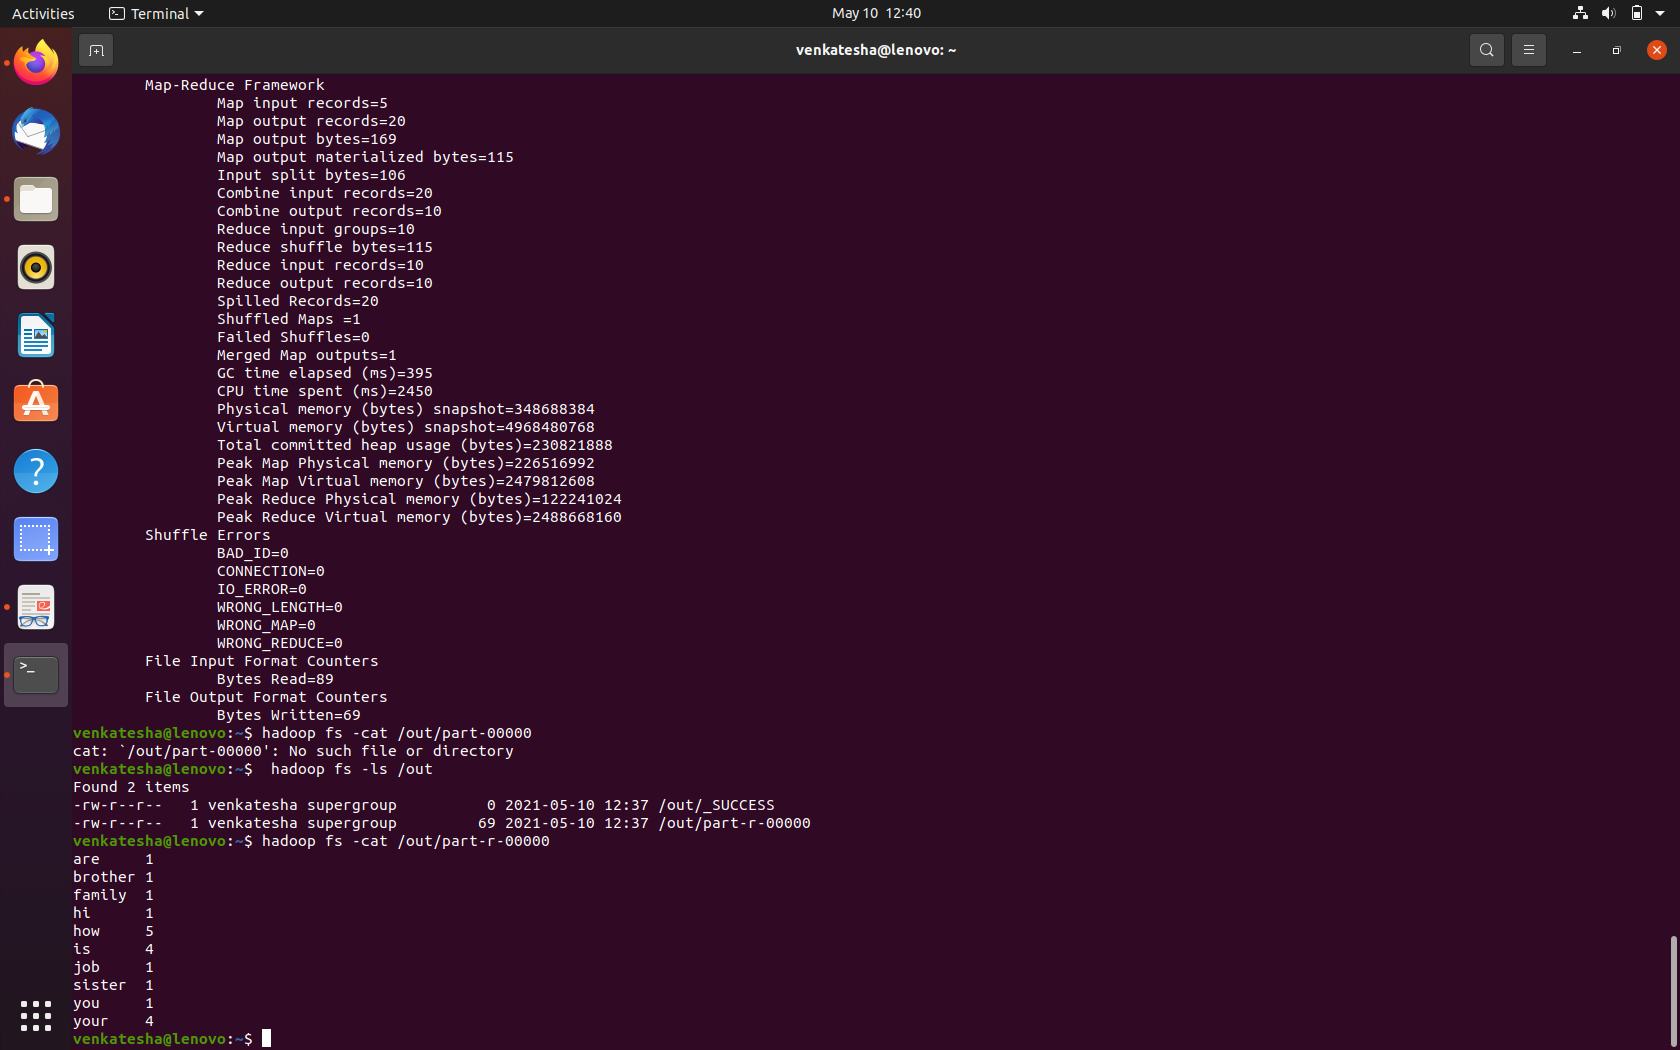 Activities
Terminal
May 10 12:40
venkatesha@lenovo: ~
Map-Reduce Framework
Map input records=5
Map output records=20
Map output bytes=169
Map output materialized bytes=115
Input split bytes=106
Combine input records=20
Combine output records=10
Reduce input groups=10
Reduce shuffle bytes=115
Reduce input records=10
Reduce output records=10
Spilled Records=20
Shuffled Maps =1
Failed Shuffles=0
Merged Map outputs=1
GC time elapsed (ms)=395
CPU time spent (ms)=2450
Physical memory (bytes) snapshot=348688384
Virtual memory (bytes) snapshot=4968480768
Total committed heap usage (bytes)=230821888
Peak Map Physical memory (bytes)=226516992
Peak Map Virtual memory (bytes)=2479812608
Peak Reduce Physical memory (bytes)=122241024
Peak Reduce Virtual memory (bytes)=2488668160
Shuffle Errors
BAD_ID=0
CONNECTION=0
IO_ERROR=0
WRONG_LENGTH=0
WRONG_MAP=0
WRONG_REDUCE=0
File Input Format Counters
Bytes Read=89
File Output Format Counters
Bytes Written=69
venkatesha@lenovo:~$ hadoop fs -cat /out/part-00000
cat: `/out/part-00000': No such file or directory
venkatesha@lenovo:~$  hadoop fs -ls /out
Found 2 items
-rw-r--r--   1 venkatesha supergroup          0 2021-05-10 12:37 /out/_SUCCESS
-rw-r--r--   1 venkatesha supergroup         69 2021-05-10 12:37 /out/part-r-00000
venkatesha@lenovo:~$ hadoop fs -cat /out/part-r-00000
are     1
brother 1
family  1
hi      1
how     5
is      4
job     1
sister  1
you     1
your    4
venkatesha@lenovo:~$